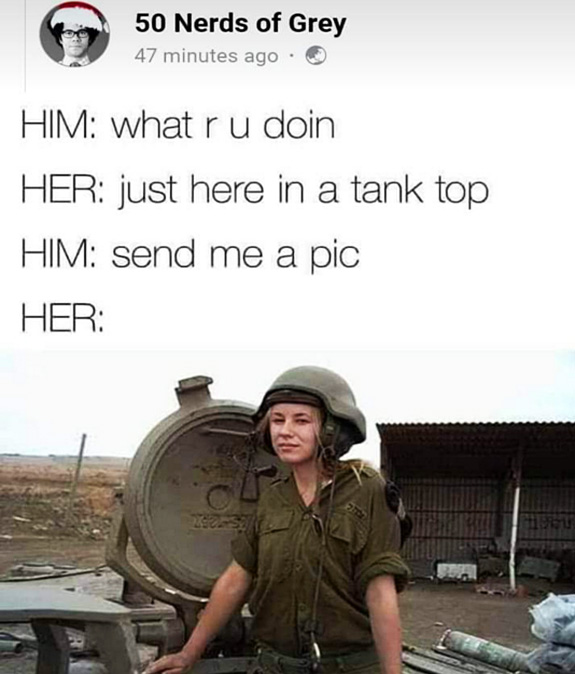 50 Nerds of Grey
47 minutes ago ·
HIM: what r u doin
HER: just here in a tank top
HIM: send me a pic
HER: